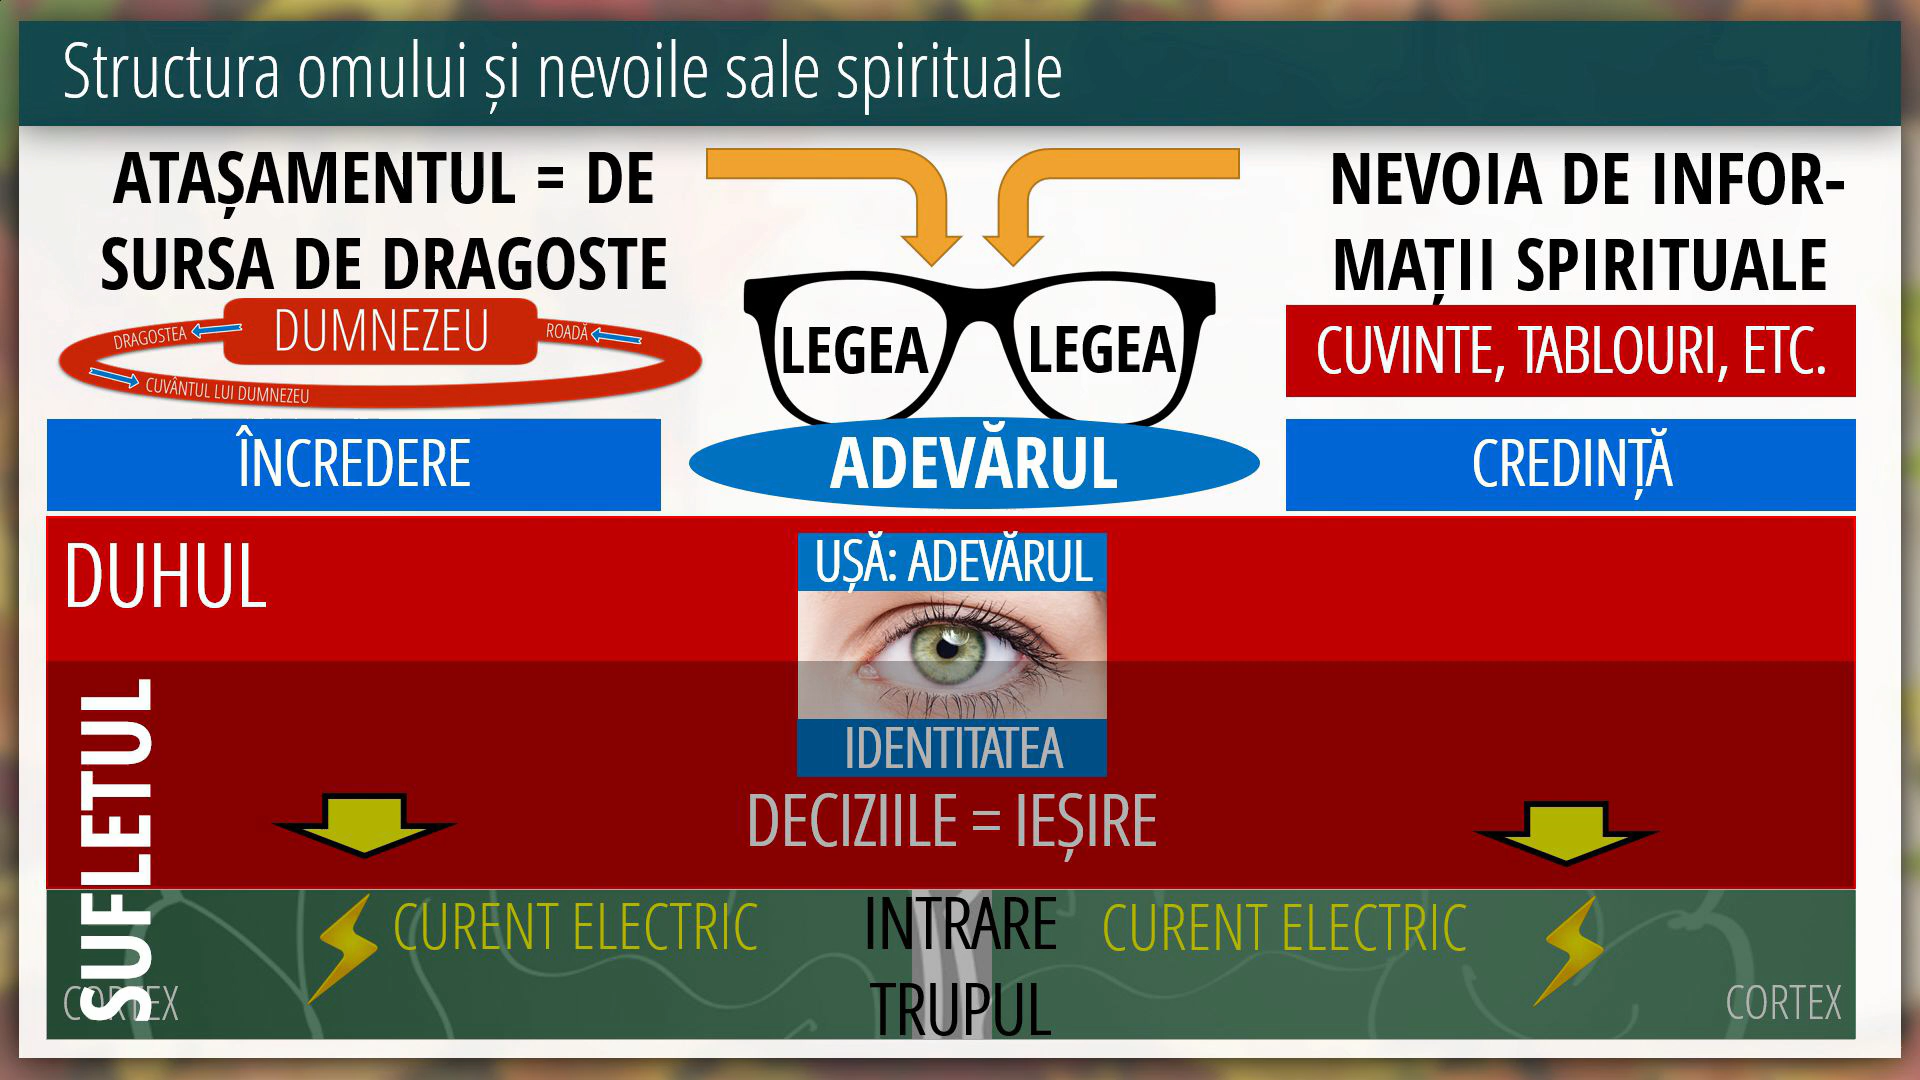 Structura omului și nevoile sale spirituale
ATAȘAMENTUL = DE
SURSA DE DRAGOSTE
DUMNEZEU
DRAGOSTEA
ROADĂ
CUVÂNTUL LUI DUMNEZEU
ÎNCREDERE
LEGEA
LEGEA
ADEVĂRUL
NEVOIA DE INFOR-
MAȚII SPIRITUALE
CUVINTE, TABLOURI, ETC.
CREDINȚĂ
DUHUL
UȘĂ: ADEVĂRUL
IDENTITATEA
DECIZIILE = IEȘIRE
SUFLETUL
CURENT ELECTRIC
INTRARE
TRUPUL
CURENT ELECTRIC
CORTEX
CORTEX